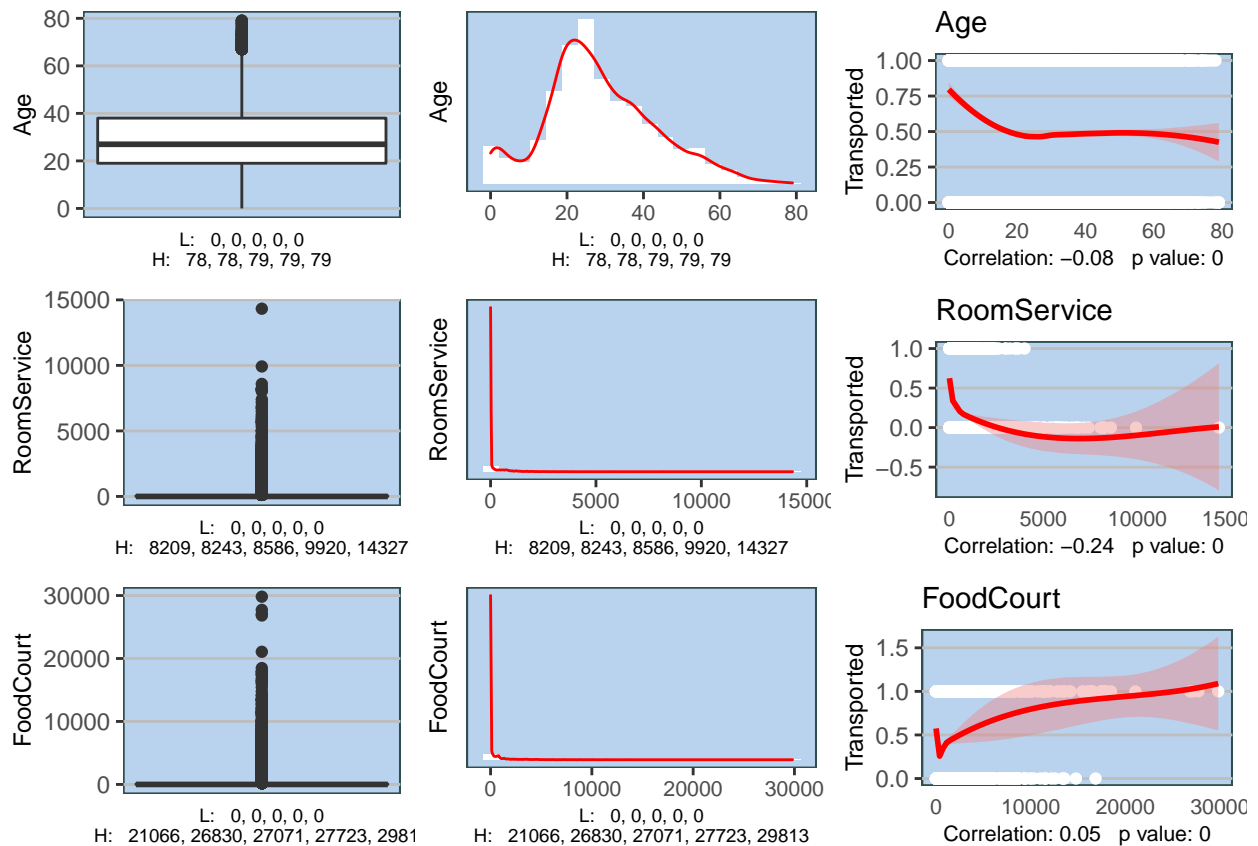 Age
80
60
40
20
0
L: 0, 0, 0, 0, 0
H: 78, 78, 79, 79, 79
Age
0 20 40 60 80
L: 0, 0, 0, 0, 0
H: 78, 78, 79, 79, 79
Age
Transported
1.00
0.75
0.50
0.25
0.00
0 20 40 60 80
Correlation: −0.08 p value: 0
RoomService
15000
10000
5000
0
L: 0, 0, 0, 0, 0
H: 8209, 8243, 8586, 9920, 14327
RoomService
0 5000 10000 15000
L: 0, 0, 0, 0, 0
H: 8209, 8243, 8586, 9920, 14327
RoomService
Transported
1.0
0.5
0.0
−0.5
0 5000 10000 1500
Correlation: −0.24 p value: 0
FoodCourt
30000
20000
10000
0
L: 0, 0, 0, 0, 0
H: 21066, 26830, 27071, 27723, 2981
FoodCourt
0 10000 20000 30000
L: 0, 0, 0, 0, 0
H: 21066, 26830, 27071, 27723, 29813
FoodCourt
Transported
1.5
1.0
0.5
0.0
0 10000 20000 30000
Correlation: 0.05 p value: 0